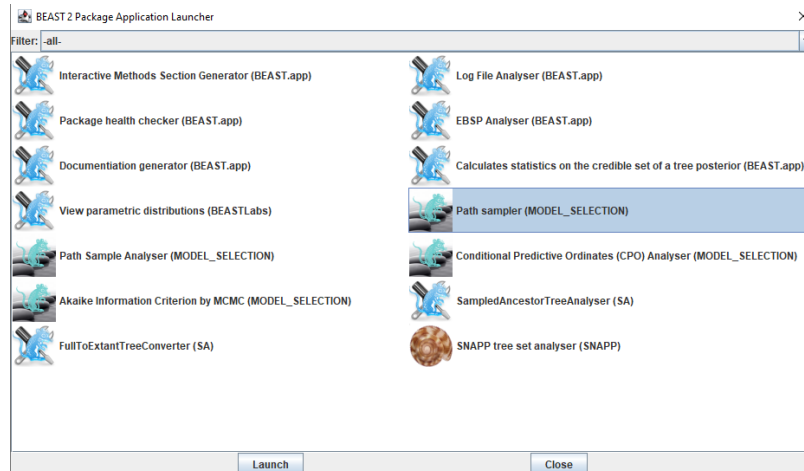 BEAST 2 Package Application Launcher
Filter: -all-
Interactive Methods Section Generator (BEAST.app)
Log File Analyser (BEAST.app)
Package health checker (BEAST.app)
EBSP Analyser (BEAST.app)
Documentiation generator (BEAST.app)
Calculates statistics on the credible set of a tree posterior (BEAST.app)
View parametric distributions (BEASTLabs)
Path sampler (MODEL_SELECTION)
Path Sample Analyser (MODEL_SELECTION)
Conditional Predictive Ordinates (CPO) Analyser (MODEL_SELECTION)
Akaike Information Criterion by MCMC (MODEL_SELECTION)
SampledAncestorTreeAnalyser (SA)
FullToExtantTreeConverter (SA)
SNAPP tree set analyser (SNAPP)
Launch
Close